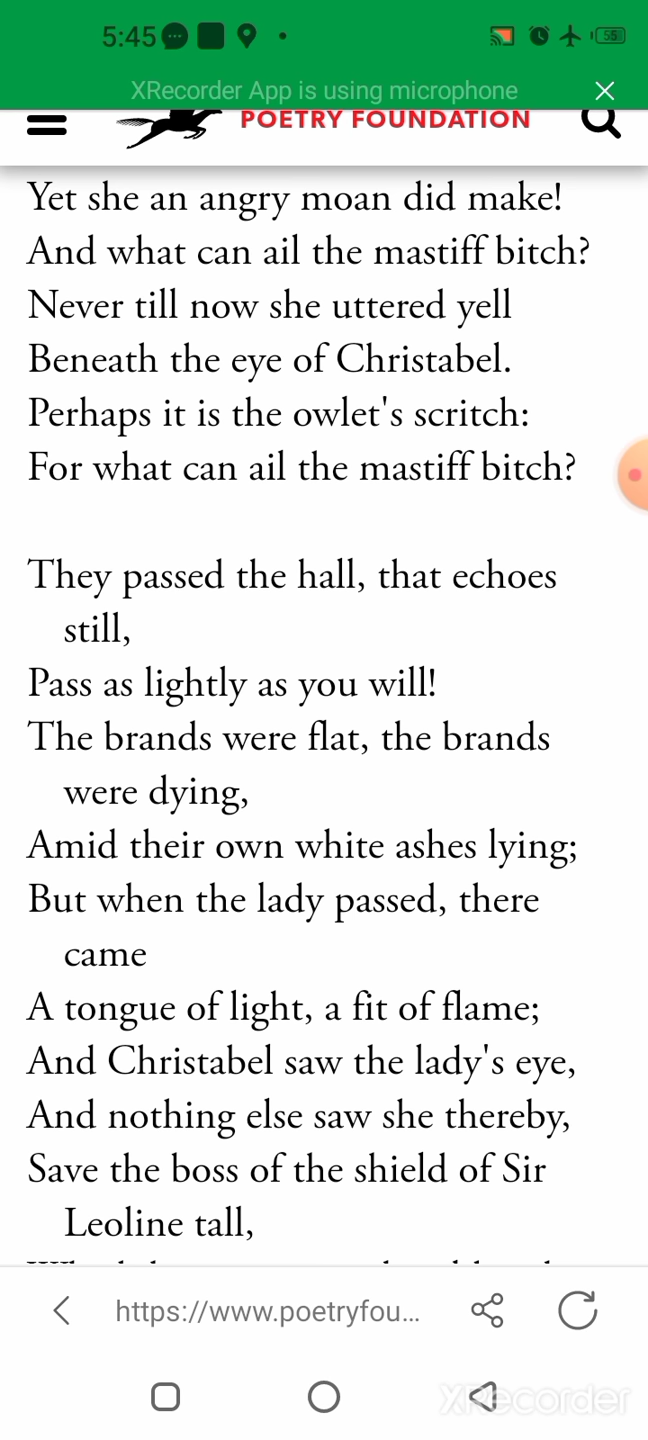 5:45
55
XRecorder App is using microphone
POETRY FOUNDATION
Yet she an angry moan did make!
And what can ail the mastiff bitch?
Never till now she uttered yell
Beneath the eye of Christabel.
Perhaps it is the owlet's scritch:
For what can ail the mastiff bitch?
They passed the hall, that echoes
still,
Pass as lightly as you will!
The brands were flat, the brands
were dying,
Amid their own white ashes lying;
But when the lady passed, there
came
A tongue of light, a fit of flame;
And Christabel saw the lady's eye,
And nothing else saw she thereby,
Save the boss of the shield of Sir
Leoline tall,
https://www.poetryfou...
XRecorder